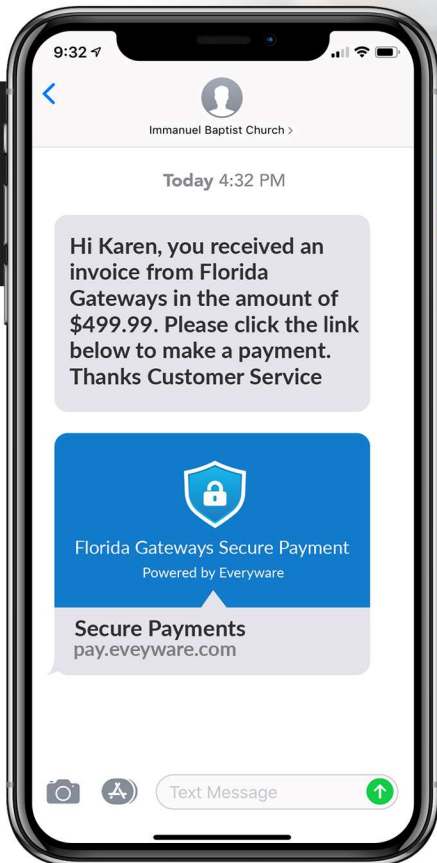 9:32
Immanuel Baptist Church >
Today 4:32 PM
Hi Karen, you received an
invoice from Florida
Gateways in the amount of
$499.99. Please click the link
below to make a payment.
Thanks Customer Service
Florida Gateways Secure Payment
Powered by Everyware
Secure Payments
pay.eveyware.com
Text Message